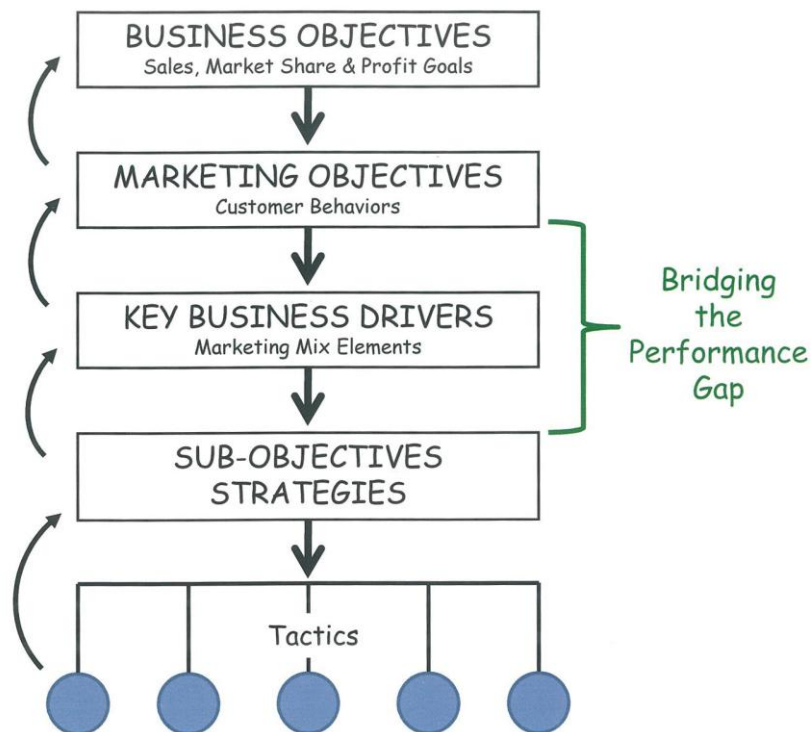 BUSINESS OBJECTIVES
Sales, Market Share & Profit Goals
MARKETING OBJECTIVES
Customer Behaviors
KEY BUSINESS DRIVERS
Marketing Mix Elements
SUB-OBJECTIVES
STRATEGIES
Bridging
the
Performance
Gap
Tactics